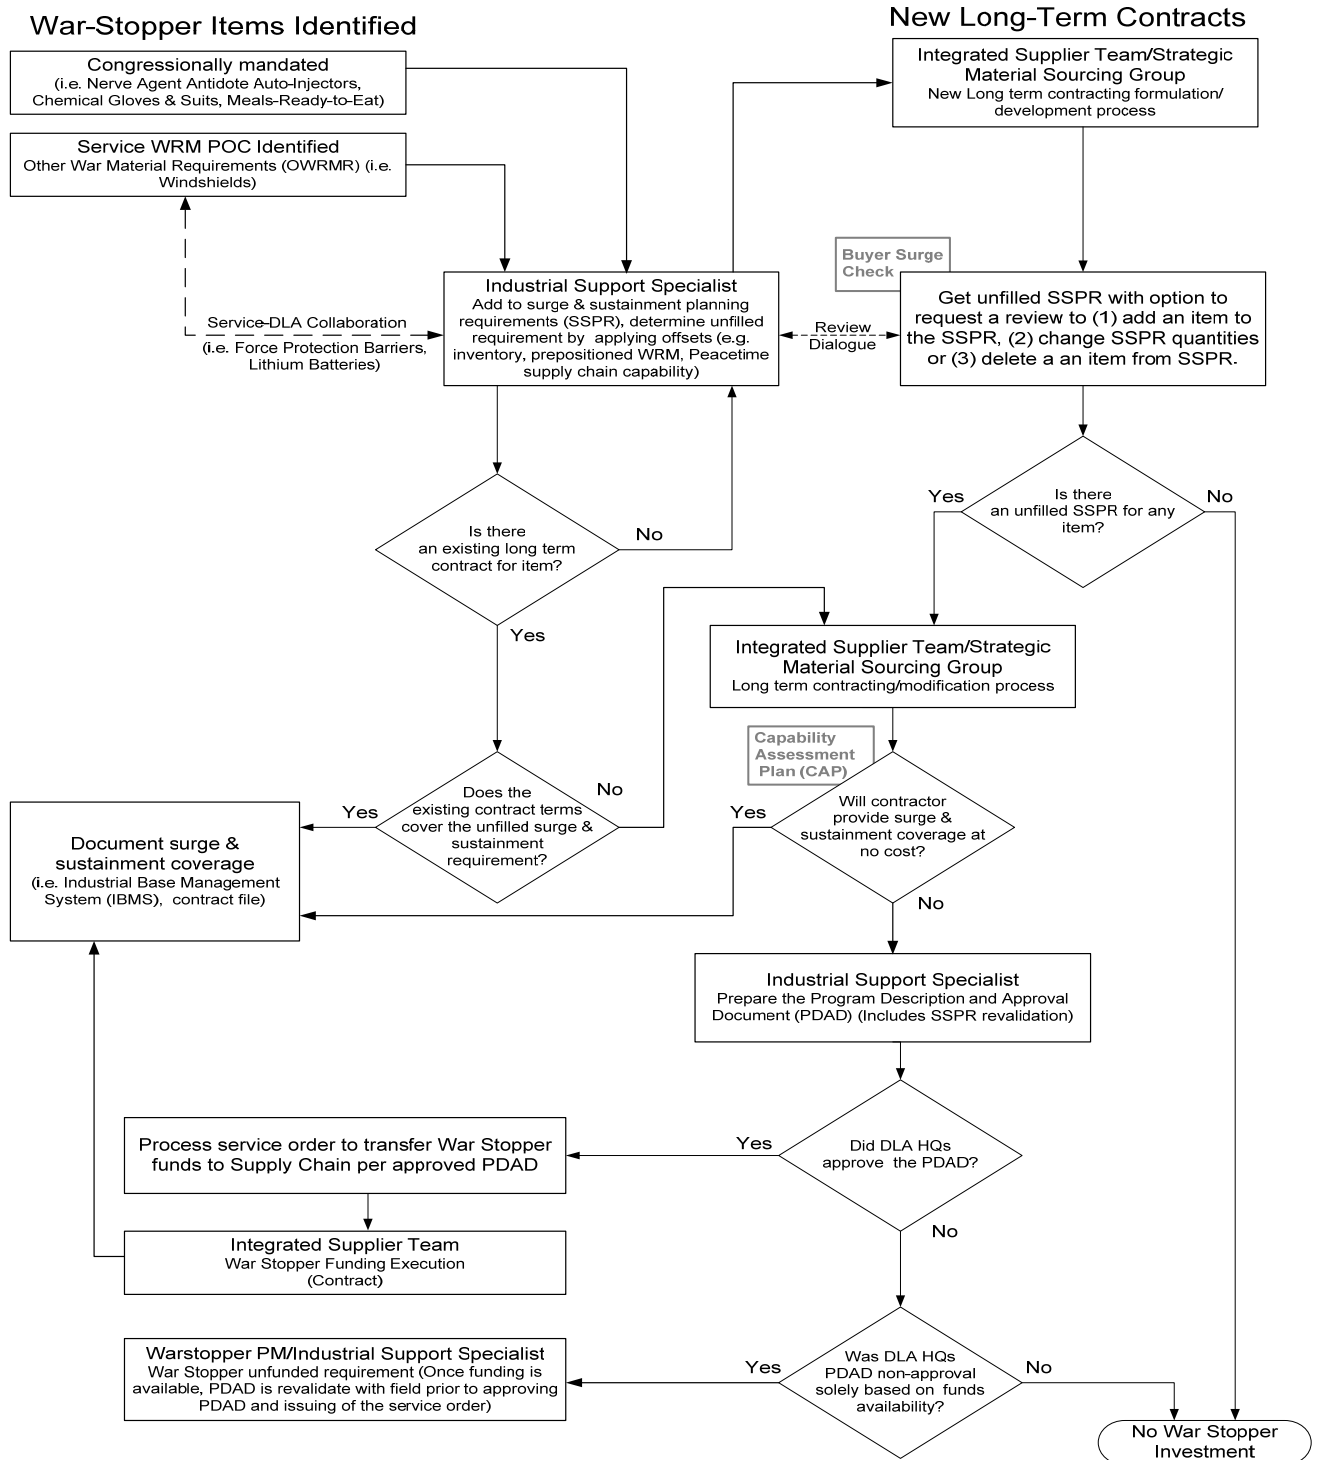 War-Stopper Items Identified
New Long-Term Contracts
Congressionally mandated
(i.e. Nerve Agent Antidote Auto-Injectors,
Chemical Gloves & Suits, Meals-Ready-to-Eat)
Integrated Supplier Team/Strategic
Material Sourcing Group
New Long term contracting formulation/
development process
Service WRM POC Identified
Other War Material Requirements (OWRMR) (i.e.
Windshields)
Buyer Surge
Check
Service-DLA Collaboration
(i.e. Force Protection Barriers,
Lithium Batteries)
Industrial Support Specialist
Add to surge & sustainment planning
requirements (SSPR), determine unfilled
requirement by applying offsets (e.g.
inventory, prepositioned WRM, Peacetime
supply chain capability)
Review
Dialogue
Get unfilled SSPR with option to
request a review to (1) add an item to
the SSPR, (2) change SSPR quantities
or (3) delete a an item from SSPR.
Is there
an existing long term
contract for item?
No
Yes
Yes
Is there
an unfilled SSPR for any
item?
No
Integrated Supplier Team/Strategic
Material Sourcing Group
Long term contracting/modification process
Capability
Assessment
Plan (CAP)
Yes
Does the
existing contract terms
cover the unfilled surge &
sustainment
requirement?
No
Yes
Will contractor
provide surge &
sustainment coverage at
no cost?
No
Document surge &
sustainment coverage
(i.e. Industrial Base Management
System (IBMS), contract file)
Industrial Support Specialist
Prepare the Program Description and Approval
Document (PDAD) (Includes SSPR revalidation)
Process service order to transfer War Stopper
funds to Supply Chain per approved PDAD
Yes
Did DLA HQs
approve the PDAD?
No
Integrated Supplier Team
War Stopper Funding Execution
(Contract)
Warstopper PM/Industrial Support Specialist
War Stopper unfunded requirement (Once funding is
available, PDAD is revalidate with field prior to approving
PDAD and issuing of the service order)
Yes
Was DLA HQs
PDAD non-approval
solely based on funds
availability?
No
No War Stopper
Investment